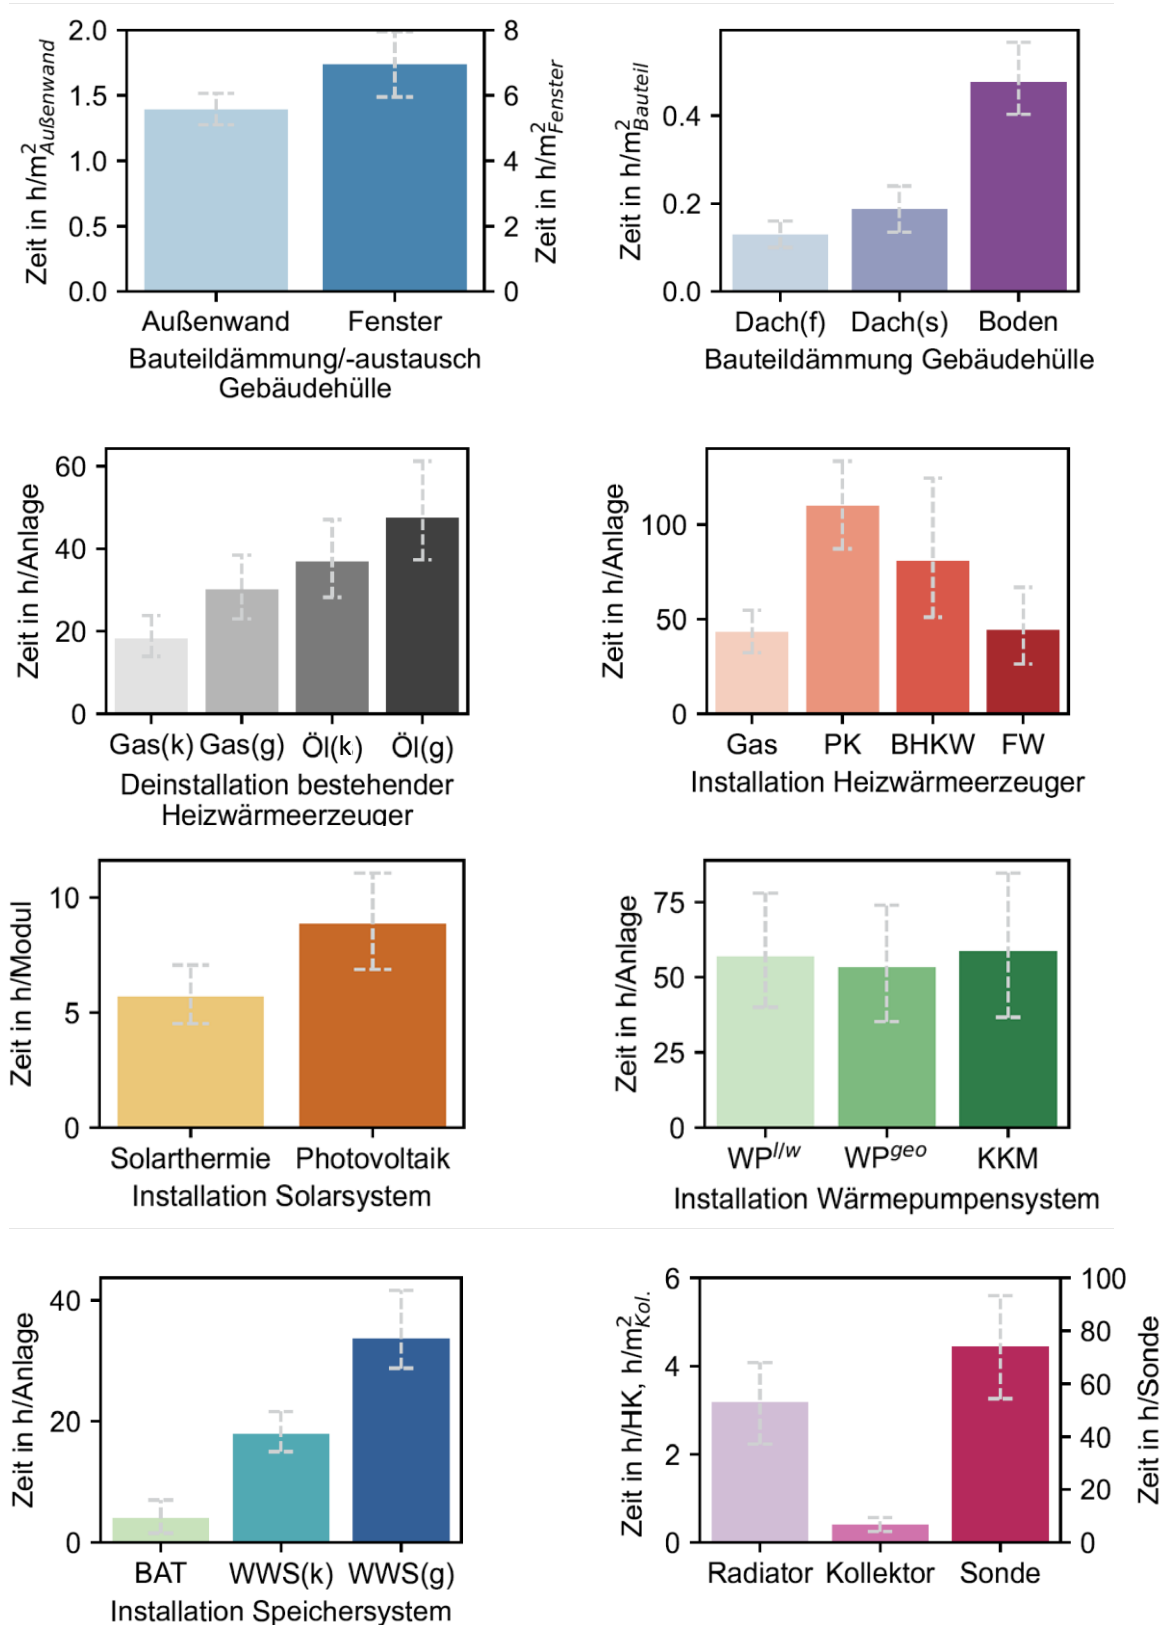 2.0
1.5
1.0
0.5
0.0
Zeit in h/m²Außenwand
8
6
4
2
0
Zeit in h/m²Fenster
Außenwand Fenster
Bauteildämmung/-austausch
Gebäudehülle
0.4
0.2
0.0
Zeit in h/m²Bauteil
Dach(f) Dach(s) Boden
Bauteildämmung Gebäudehülle
60
40
20
0
Zeit in h/Anlage
Gas(k) Gas(g) Öl(k) Öl(g)
Deinstallation bestehender
Heizwärmeerzeuger
100
50
0
Zeit in h/Anlage
Gas PK BHKW FW
Installation Heizwärmeerzeuger
10
5
0
Zeit in h/Modul
Solarthermie Photovoltaik
Installation Solarsystem
75
50
25
0
Zeit in h/Anlage
WP^l/w WP^geo KKM
Installation Wärmepumpensystem
40
20
0
Zeit in h/Anlage
BAT WWS(k) WWS(g)
Installation Speichersystem
6
4
2
0
Zeit in h/HK, h/m²Kol.
100
80
60
40
20
0
Zeit in h/Sonde
Radiator Kollektor Sonde